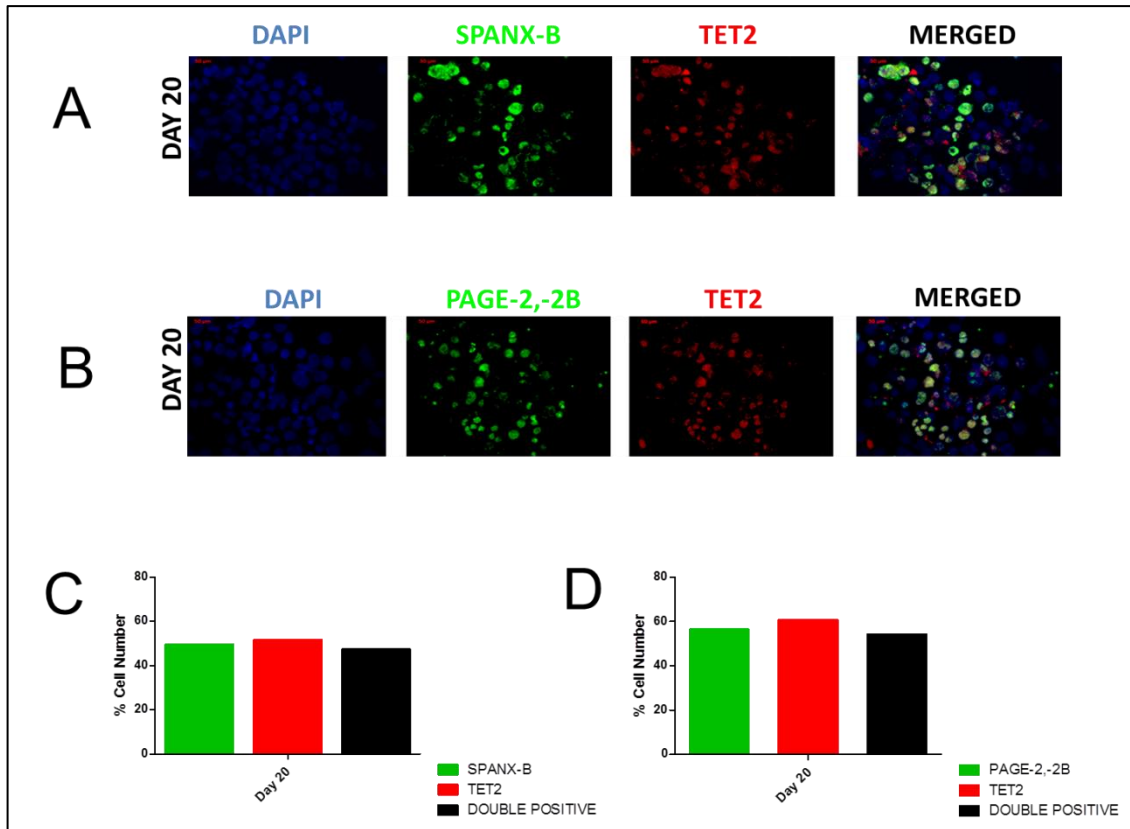 DAPI SPANX-B TET2 MERGED
A
DAY 20
DAPI PAGE-2,-2B TET2 MERGED
B
DAY 20
C
80
60
40
20
0
% Cell Number
Day 20
SPANX-B
TET2
DOUBLE POSITIVE
D
80
60
40
20
0
% Cell Number
Day 20
PAGE-2,-2B
TET2
DOUBLE POSITIVE